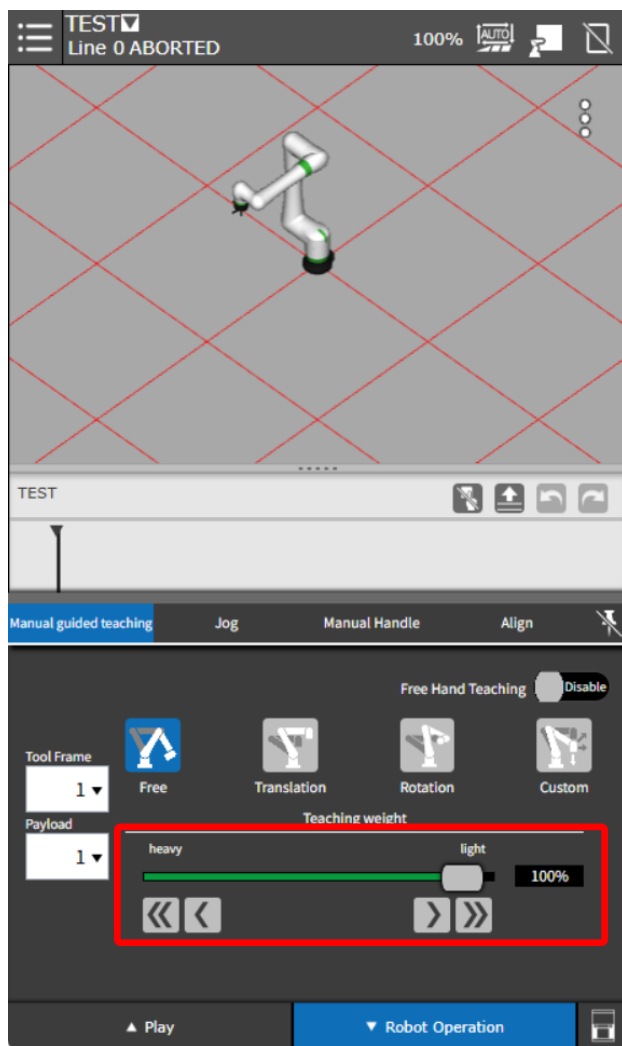 TEST
Line 0 ABORTED
100%
AUTO
TEST
Manual guided teaching
Jog
Manual Handle
Align
Free Hand Teaching
Disable
Tool Frame
1
Free
Translation
Rotation
Custom
Payload
1
Teaching weight
heavy
light
100%
Play
Robot Operation